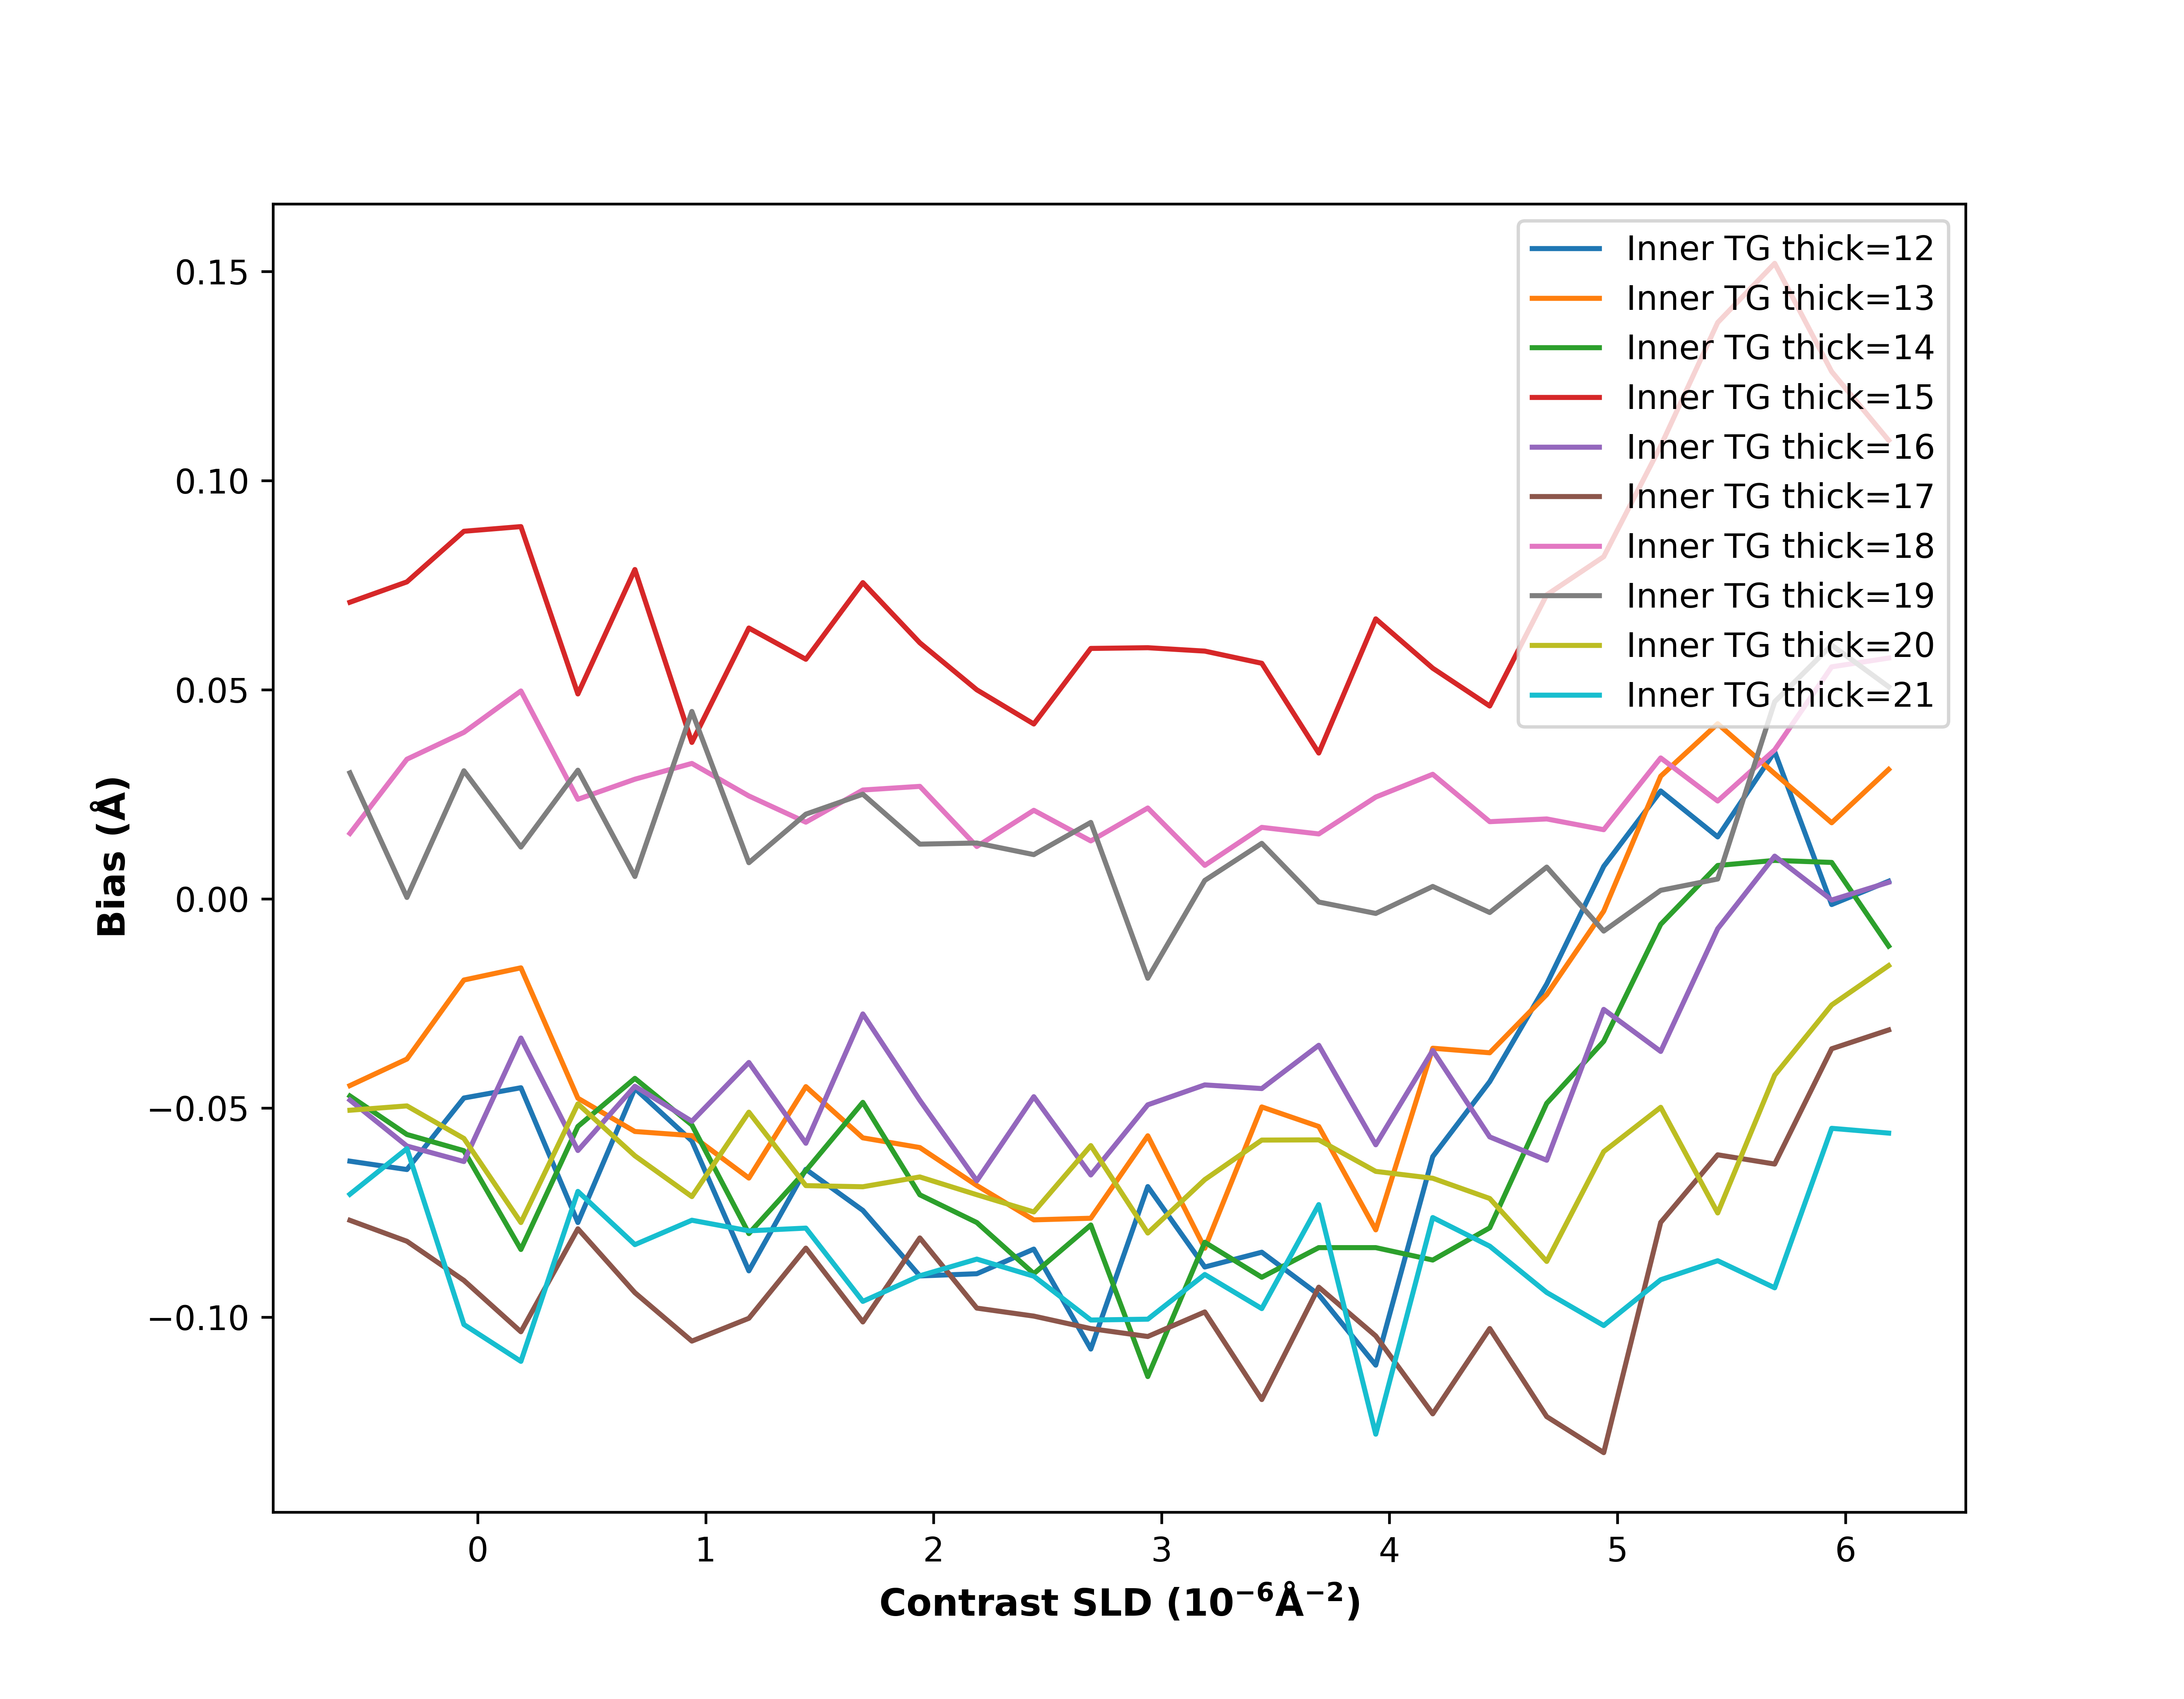 Inner TG thick=12
Inner TG thick=13
Inner TG thick=14
Inner TG thick=15
Inner TG thick=16
Inner TG thick=17
Inner TG thick=18
Inner TG thick=19
Inner TG thick=20
Inner TG thick=21
0.15
0.10
0.05
0.00
−0.05
−0.10
Bias (Å)
0 1 2 3 4 5 6
Contrast SLD (10⁻⁶Å⁻²)